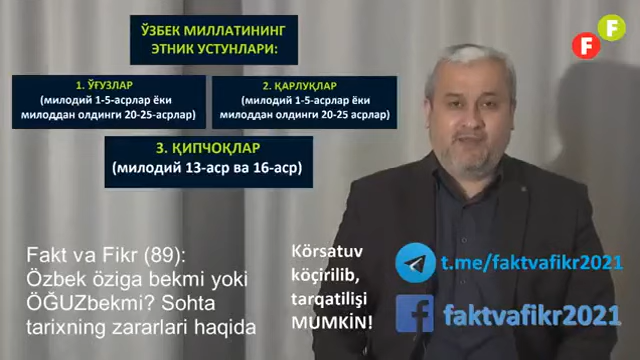 ЎЗБЕК МИЛЛАТИНИНГ
ЭТНИК УСТУНЛАРИ:
F
F
1. ЎҒУЗЛАР
(милодий 1-5-асрлар ёки
милоддан олдинги 20-25-асрлар)
2. ҚАРЛУҚЛАР
(милодий 1-5-асрлар ёки
милоддан олдинги 20-25 асрлар)
3. ҚИПЧОҚЛАР
(милодий 13-аср ва 16-аср)
Fakt va Fikr (89):
Özbek öziga bekmi yoki
ÖĞUZbekmi? Sohta
tarixning zararlari haqida
Körsatuv
köçirilib,
tarqatilişi
MUMKİN!
t.me/faktvafikr2021
faktvafikr2021